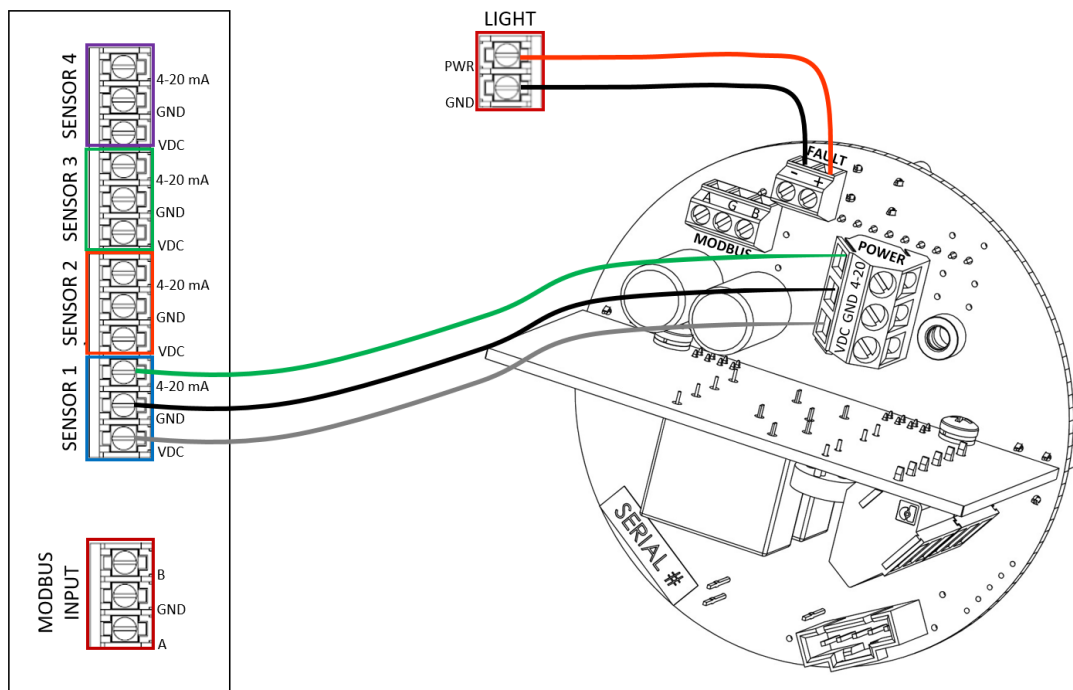 SENSOR 4
4-20 mA
GND
VDC
SENSOR 3
4-20 mA
GND
VDC
SENSOR 2
4-20 mA
GND
VDC
SENSOR 1
4-20 mA
GND
VDC
MODBUS
INPUT
B
GND
A
LIGHT
PWR
GND
FAULT
- +
A G B
MODBUS
POWER
4-20
GND
VDC
SERIAL #